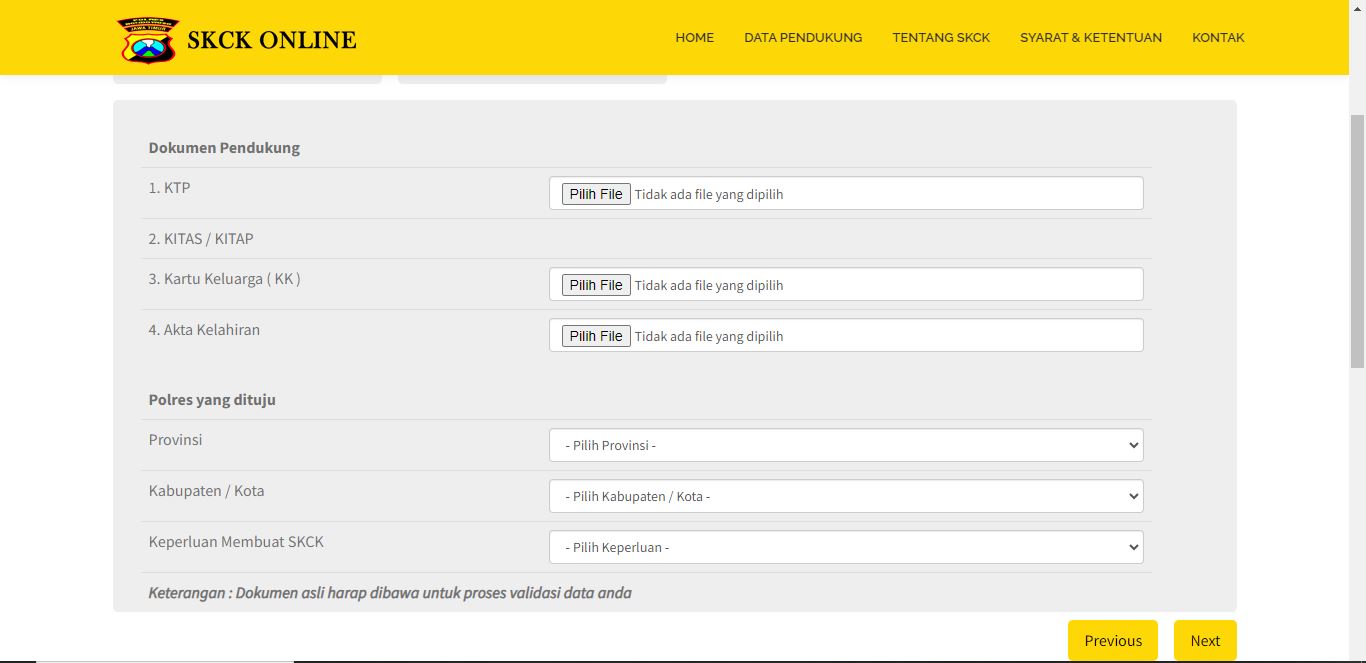 JAWA TIMUR
SKCK ONLINE
HOME
DATA PENDUKUNG
TENTANG SKCK
SYARAT & KETENTUAN
KONTAK
Dokumen Pendukung
1. KTP
Pilih File Tidak ada file yang dipilih
2. KITAS / KITAP
3. Kartu Keluarga ( KK )
Pilih File Tidak ada file yang dipilih
4. Akta Kelahiran
Pilih File Tidak ada file yang dipilih
Polres yang dituju
Provinsi
- Pilih Provinsi -
Kabupaten / Kota
- Pilih Kabupaten / Kota -
Keperluan Membuat SKCK
- Pilih Keperluan -
Keterangan : Dokumen asli harap dibawa untuk proses validasi data anda
Previous
Next